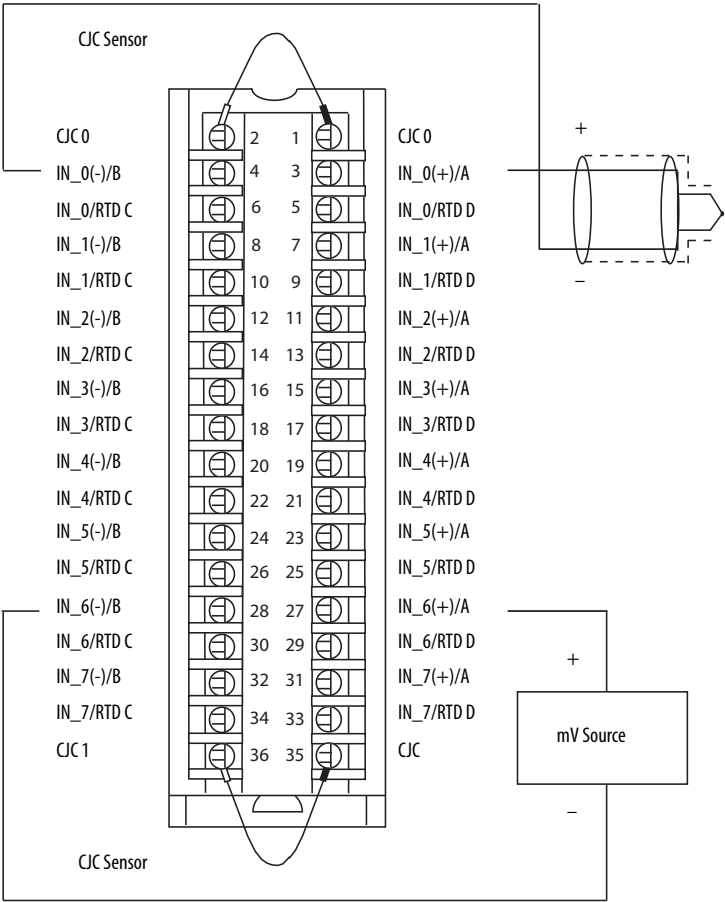 CJC Sensor
CJC 0 2 1 CJC 0
+
IN_0(-)/B 4 3 IN_0(+)/A
IN_0/RTD C 6 5 IN_0/RTD D
IN_1(-)/B 8 7 IN_1(+)/A
–
IN_1/RTD C 10 9 IN_1/RTD D
IN_2(-)/B 12 11 IN_2(+)/A
IN_2/RTD C 14 13 IN_2/RTD D
IN_3(-)/B 16 15 IN_3(+)/A
IN_3/RTD C 18 17 IN_3/RTD D
IN_4(-)/B 20 19 IN_4(+)/A
IN_4/RTD C 22 21 IN_4/RTD D
IN_5(-)/B 24 23 IN_5(+)/A
IN_5/RTD C 26 25 IN_5/RTD D
IN_6(-)/B 28 27 IN_6(+)/A
IN_6/RTD C 30 29 IN_6/RTD D
+
IN_7(-)/B 32 31 IN_7(+)/A
IN_7/RTD C 34 33 IN_7/RTD D
mV Source
CJC 1 36 35 CJC
–
CJC Sensor